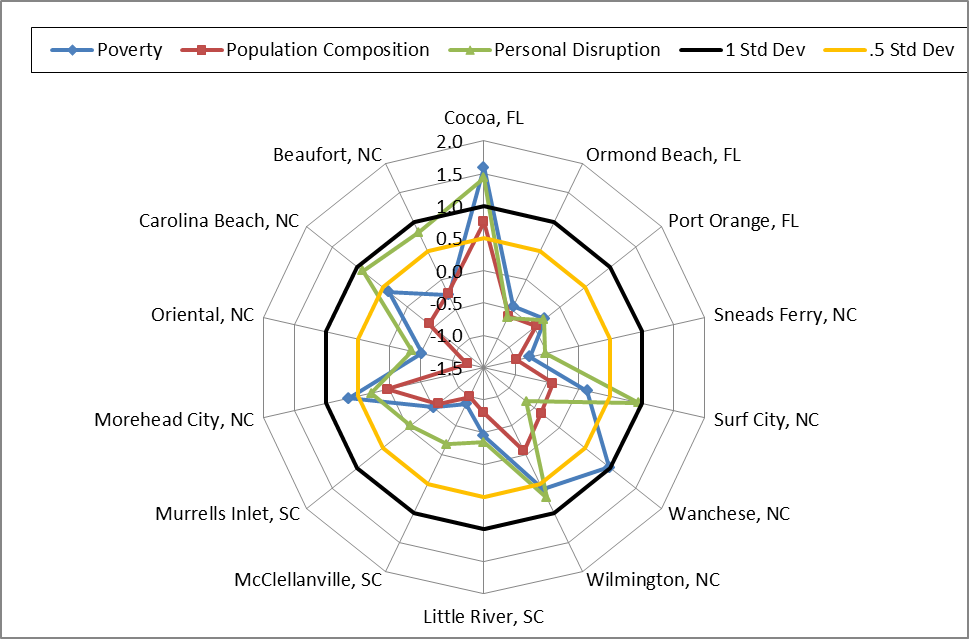 Poverty Population Composition Personal Disruption 1 Std Dev .5 Std Dev
Cocoa, FL
2.0
Beaufort, NC
Ormond Beach, FL
1.5
Carolina Beach, NC
1.0
Port Orange, FL
0.5
0.0
Oriental, NC
-0.5
Sneads Ferry, NC
-1.0
-1.5
Morehead City, NC
Surf City, NC
Murrells Inlet, SC
Wanchese, NC
McClellanville, SC
Wilmington, NC
Little River, SC